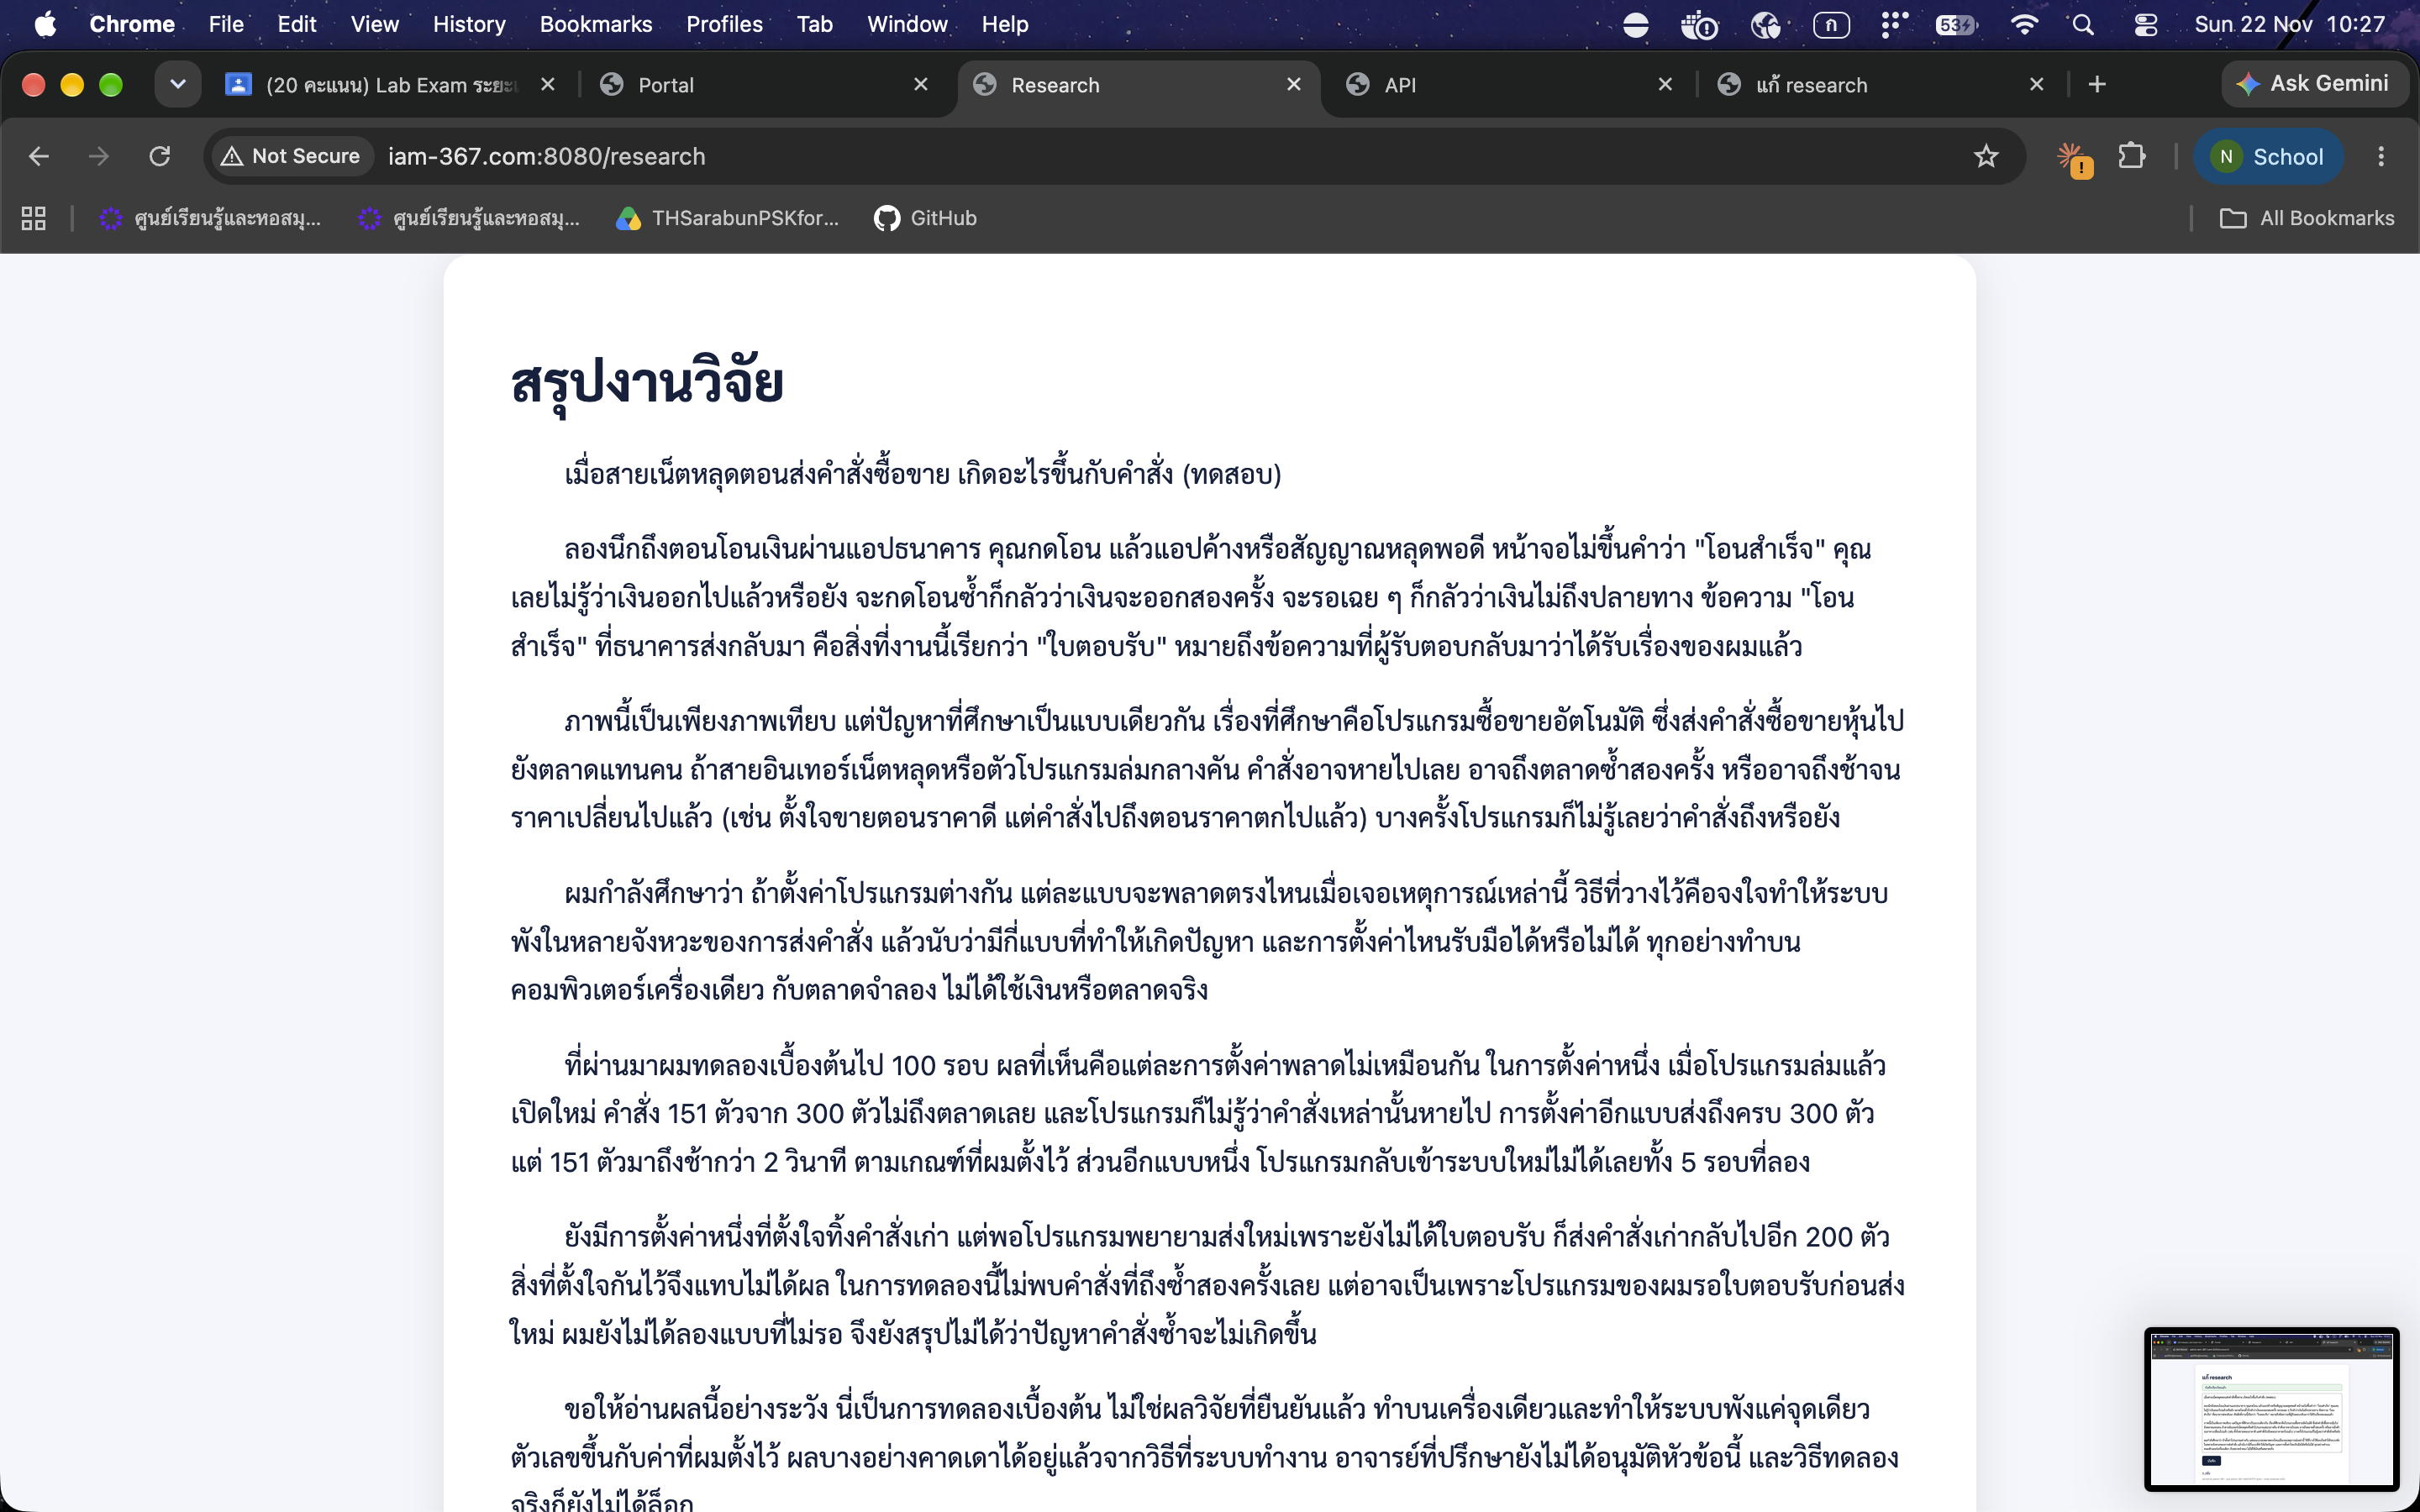 Chrome File Edit View History Bookmarks Profiles Tab Window Help ก 53 Sun 22 Nov 10:27
(20 คะแนน) Lab Exam Portal Research API แก้ research Ask Gemini
Not Secure iam-367.com:8080/research N School
ศูนย์เรียนรู้และหอสมุ... ศูนย์เรียนรู้และหอสมุ... THSarabunPSKfor... GitHub All Bookmarks
สรุปงานวิจัย
เมื่อสายเน็ตหลุดตอนส่งคำสั่งซื้อขาย เกิดอะไรขึ้นกับคำสั่ง (ทดสอบ)
ลองนึกถึงตอนโอนเงินผ่านแอปธนาคาร คุณกดโอน แล้วแอปค้างหรือสัญญาณหลุดพอดี หน้าจอไม่ขึ้นคำว่า "โอนสำเร็จ" คุณ
เลยไม่รู้ว่าเงินออกไปแล้วหรือยัง จะกดโอนซ้ำก็กลัวว่าเงินจะออกสองครั้ง จะรอเฉย ๆ ก็กลัวว่าเงินไม่ถึงปลายทาง ข้อความ "โอน
สำเร็จ" ที่ธนาคารส่งกลับมา คือสิ่งที่งานนี้เรียกว่า "ใบตอบรับ" หมายถึงข้อความที่ผู้รับตอบกลับมาว่าได้รับเรื่องของผมแล้ว
ภาพนี้เป็นเพียงภาพเทียบ แต่ปัญหาที่ศึกษาเป็นแบบเดียวกัน เรื่องที่ศึกษาคือโปรแกรมซื้อขายอัตโนมัติ ซึ่งส่งคำสั่งซื้อขายหุ้นไป
ยังตลาดแทนคน ถ้าสายอินเทอร์เน็ตหลุดหรือตัวโปรแกรมล่มกลางคัน คำสั่งอาจหายไปเลย อาจถึงตลาดซ้ำสองครั้ง หรืออาจถึงช้าจน
ราคาเปลี่ยนไปแล้ว (เช่น ตั้งใจขายตอนราคาดี แต่คำสั่งไปถึงตอนราคาตกไปแล้ว) บางครั้งโปรแกรมก็ไม่รู้เลยว่าคำสั่งถึงหรือยัง
ผมกำลังศึกษาว่า ถ้าตั้งค่าโปรแกรมต่างกัน แต่ละแบบจะพลาดตรงไหนเมื่อเจอเหตุการณ์เหล่านี้ วิธีที่วางไว้คือจงใจทำให้ระบบ
พังในหลายจังหวะของการส่งคำสั่ง แล้วนับว่ามีกี่แบบที่ทำให้เกิดปัญหา และการตั้งค่าไหนรับมือได้หรือไม่ได้ ทุกอย่างทำบน
คอมพิวเตอร์เครื่องเดียว กับตลาดจำลอง ไม่ได้ใช้เงินหรือตลาดจริง
ที่ผ่านมาผมทดลองเบื้องต้นไป 100 รอบ ผลที่เห็นคือแต่ละการตั้งค่าพลาดไม่เหมือนกัน ในการตั้งค่าหนึ่ง เมื่อโปรแกรมล่มแล้ว
เปิดใหม่ คำสั่ง 151 ตัวจาก 300 ตัวไม่ถึงตลาดเลย และโปรแกรมก็ไม่รู้ว่าคำสั่งเหล่านั้นหายไป การตั้งค่าอีกแบบส่งถึงครบ 300 ตัว
แต่ 151 ตัวมาถึงช้ากว่า 2 วินาที ตามเกณฑ์ที่ผมตั้งไว้ ส่วนอีกแบบหนึ่ง โปรแกรมกลับเข้าระบบใหม่ไม่ได้เลยทั้ง 5 รอบที่ลอง
ยังมีการตั้งค่าหนึ่งที่ตั้งใจทิ้งคำสั่งเก่า แต่พอโปรแกรมพยายามส่งใหม่เพราะยังไม่ได้ใบตอบรับ ก็ส่งคำสั่งเก่ากลับไปอีก 200 ตัว
สิ่งที่ตั้งใจกันไว้จึงแทบไม่ได้ผล ในการทดลองนี้ไม่พบคำสั่งที่ถึงซ้ำสองครั้งเลย แต่อาจเป็นเพราะโปรแกรมของผมรอใบตอบรับก่อนส่ง
ใหม่ ผมยังไม่ได้ลองแบบที่ไม่รอ จึงยังสรุปไม่ได้ว่าปัญหาคำสั่งซ้ำจะไม่เกิดขึ้น
ขอให้อ่านผลนี้อย่างระวัง นี่เป็นการทดลองเบื้องต้น ไม่ใช่ผลวิจัยที่ยืนยันแล้ว ทำบนเครื่องเดียวและทำให้ระบบพังแค่จุดเดียว
ตัวเลขขึ้นกับค่าที่ผมตั้งไว้ ผลบางอย่างคาดเดาได้อยู่แล้วจากวิธีที่ระบบทำงาน อาจารย์ที่ปรึกษายังไม่ได้อนุมัติหัวข้อนี้ และวิธีทดลอง
จริงก็ยังไม่ได้ล็อก
แก้ research